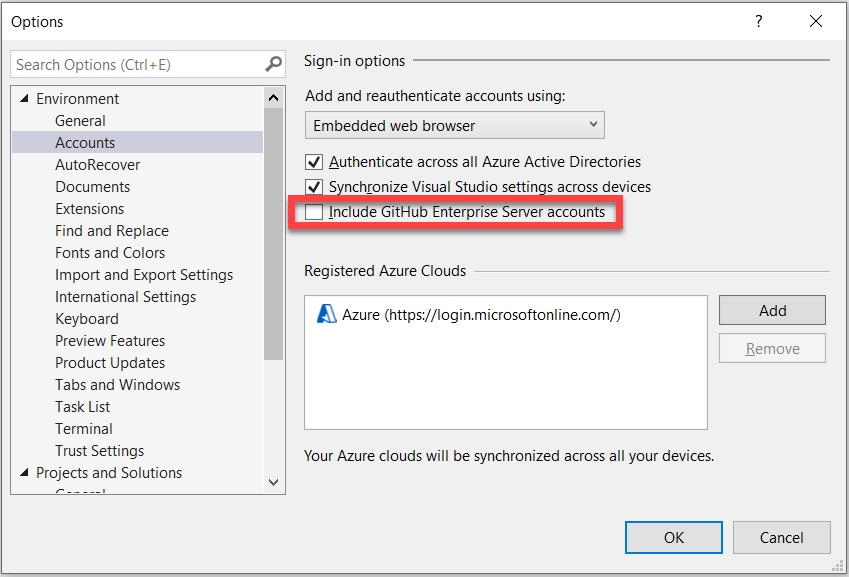 Options
?
Search Options (Ctrl+E)
Environment
General
Accounts
AutoRecover
Documents
Extensions
Find and Replace
Fonts and Colors
Import and Export Settings
International Settings
Keyboard
Preview Features
Product Updates
Tabs and Windows
Task List
Terminal
Trust Settings
Projects and Solutions
General
Sign-in options
Add and reauthenticate accounts using:
Embedded web browser
Authenticate across all Azure Active Directories
Synchronize Visual Studio settings across devices
Include GitHub Enterprise Server accounts
Registered Azure Clouds
Azure (https://login.microsoftonline.com/)
Add
Remove
Your Azure clouds will be synchronized across all your devices.
OK
Cancel